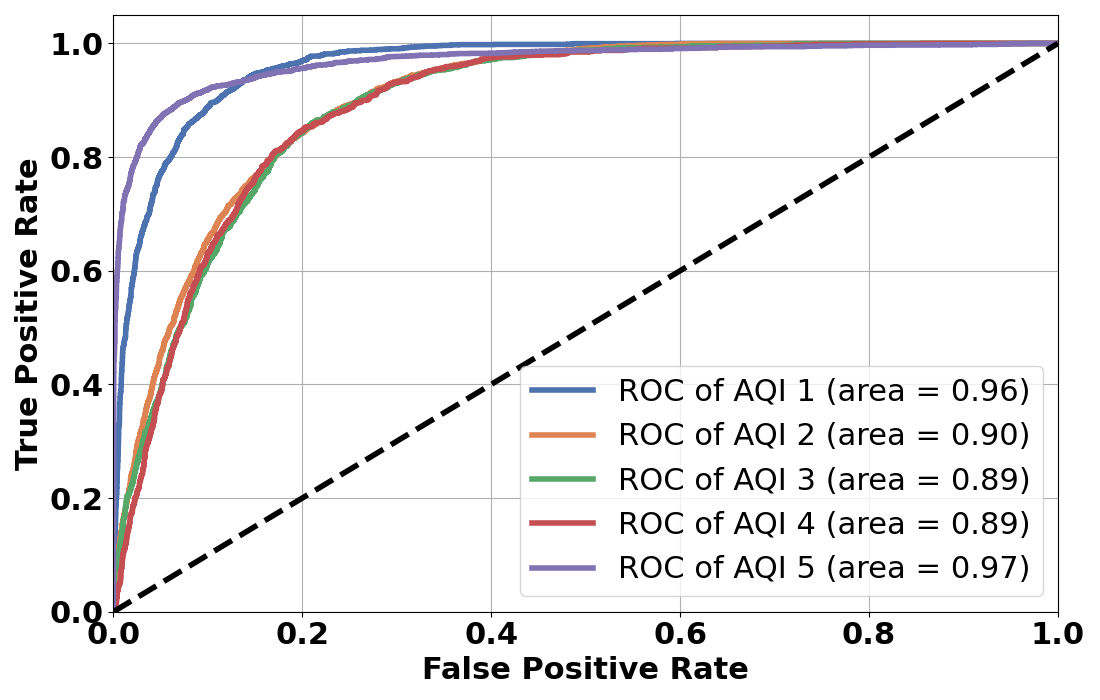 True Positive Rate
1.0
0.8
0.6
0.4
0.2
0.0
0.0 0.2 0.4 0.6 0.8 1.0
False Positive Rate
ROC of AQI 1 (area = 0.96)
ROC of AQI 2 (area = 0.90)
ROC of AQI 3 (area = 0.89)
ROC of AQI 4 (area = 0.89)
ROC of AQI 5 (area = 0.97)